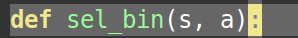 def sel_bin(s, a):